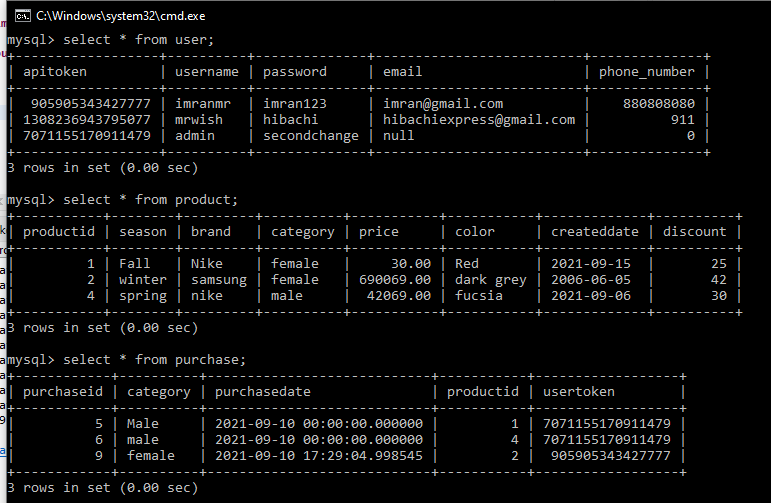 C:\Windows\system32\cmd.exe
mysql> select * from user;
+------------------+----------+--------------+-------------------------+--------------+
| apitoken         | username | password     | email                   | phone_number |
+------------------+----------+--------------+-------------------------+--------------+
|  905905343427777 | imranmr  | imran123     | imran@gmail.com         |    880808080 |
| 1308236943795077 | mrwish   | hibachi      | hibachiexpress@gmail.com |          911 |
| 7071155170911479 | admin    | secondchange | null                    |            0 |
+------------------+----------+--------------+-------------------------+--------------+
3 rows in set (0.00 sec)
mysql> select * from product;
+-----------+--------+---------+----------+-----------+-----------+-------------+----------+
| productid | season | brand   | category | price     | color     | createddate | discount |
+-----------+--------+---------+----------+-----------+-----------+-------------+----------+
|         1 | Fall   | Nike    | female   |     30.00 | Red       | 2021-09-15  |       25 |
|         2 | winter | samsung | female   | 690069.00 | dark grey | 2006-06-05  |       42 |
|         4 | spring | nike    | male     |  42069.00 | fucsia    | 2021-09-06  |       30 |
+-----------+--------+---------+----------+-----------+-----------+-------------+----------+
3 rows in set (0.00 sec)
mysql> select * from purchase;
+------------+----------+----------------------------+-----------+------------------+
| purchaseid | category | purchasedate               | productid | usertoken        |
+------------+----------+----------------------------+-----------+------------------+
|          5 | Male     | 2021-09-10 00:00:00.000000 |         1 | 7071155170911479 |
|          6 | male     | 2021-09-10 00:00:00.000000 |         4 | 7071155170911479 |
|          9 | female   | 2021-09-10 17:29:04.998545 |         2 |  905905343427777 |
+------------+----------+----------------------------+-----------+------------------+
3 rows in set (0.00 sec)